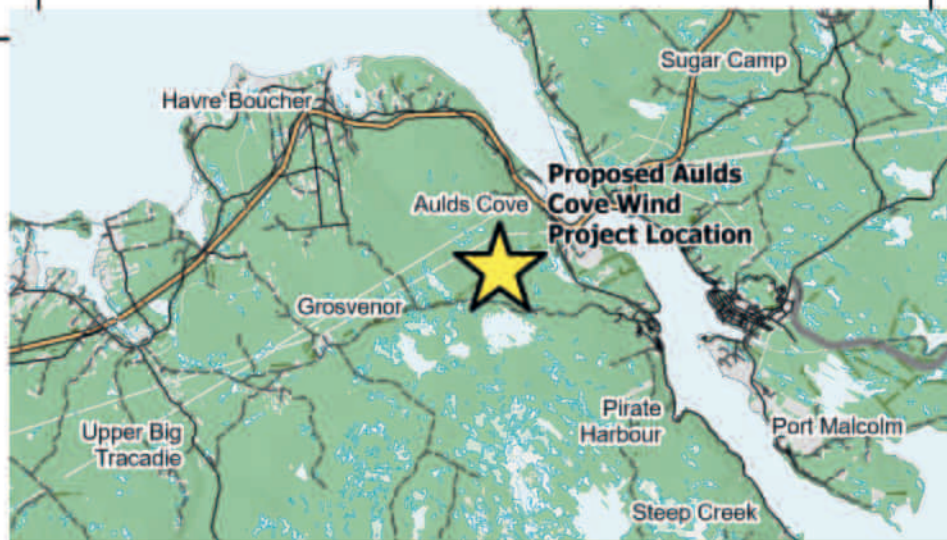 Sugar Camp
Havre Boucher
Proposed Aulds
Cove Wind
Project Location
Aulds Cove
Grosvenor
Pirate
Harbour
Port Malcolm
Upper Big
Tracadie
Steep Creek